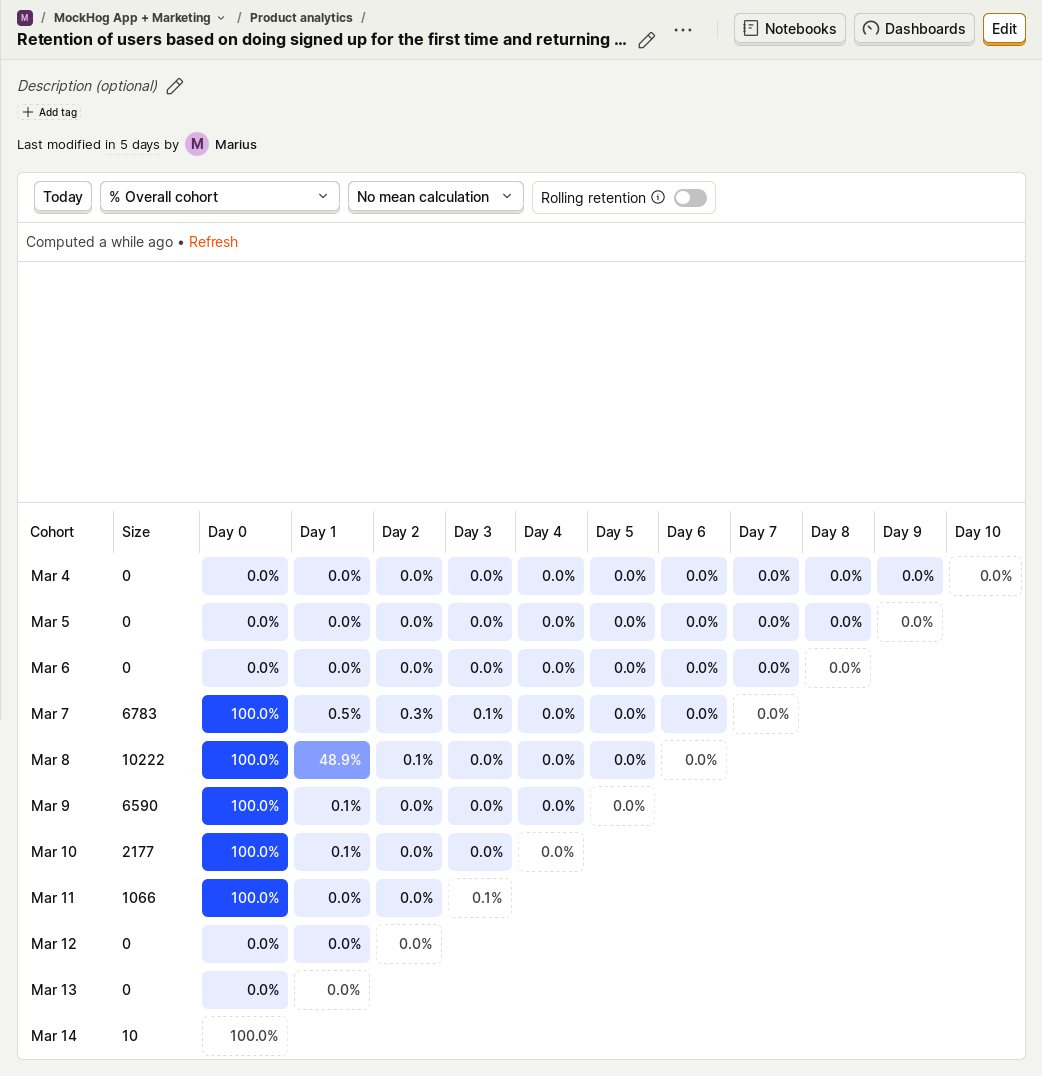 M / MockHog App + Marketing / Product analytics /
Retention of users based on doing signed up for the first time and returning ...
Notebooks Dashboards Edit
Description (optional)
Add tag
Last modified in 5 days by M Marius
Today % Overall cohort No mean calculation Rolling retention
Computed a while ago • Refresh
Cohort Size Day 0 Day 1 Day 2 Day 3 Day 4 Day 5 Day 6 Day 7 Day 8 Day 9 Day 10
Mar 4 0 0.0% 0.0% 0.0% 0.0% 0.0% 0.0% 0.0% 0.0% 0.0% 0.0% 0.0%
Mar 5 0 0.0% 0.0% 0.0% 0.0% 0.0% 0.0% 0.0% 0.0% 0.0% 0.0%
Mar 6 0 0.0% 0.0% 0.0% 0.0% 0.0% 0.0% 0.0% 0.0% 0.0%
Mar 7 6783 100.0% 0.5% 0.3% 0.1% 0.0% 0.0% 0.0% 0.0%
Mar 8 10222 100.0% 48.9% 0.1% 0.0% 0.0% 0.0% 0.0%
Mar 9 6590 100.0% 0.1% 0.0% 0.0% 0.0% 0.0%
Mar 10 2177 100.0% 0.1% 0.0% 0.0% 0.0%
Mar 11 1066 100.0% 0.0% 0.0% 0.1%
Mar 12 0 0.0% 0.0% 0.0%
Mar 13 0 0.0% 0.0%
Mar 14 10 100.0%